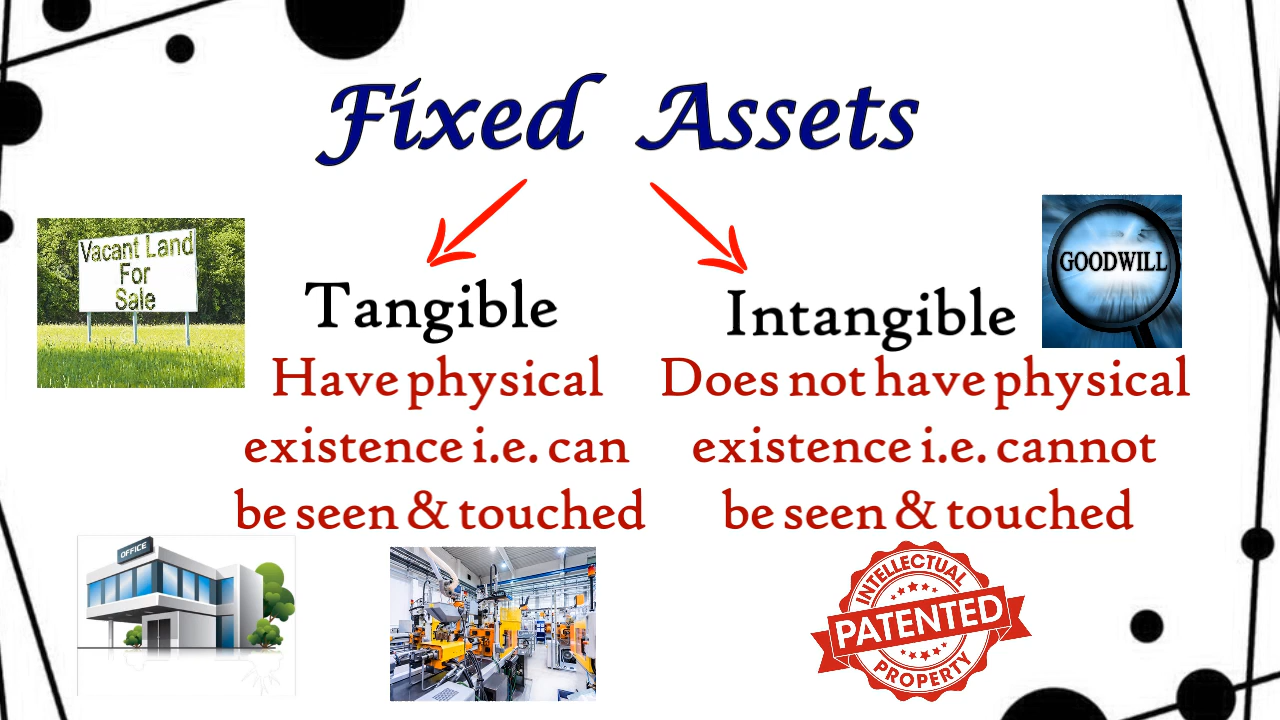 Fixed Assets
Vacant Land
For
Sale
GOODWILL
Tangible
Have physical
existence i.e. can
be seen & touched
Intangible
Does not have physical
existence i.e. cannot
be seen & touched
OFFICE
INTELLECTUAL
PATENTED
PROPERTY